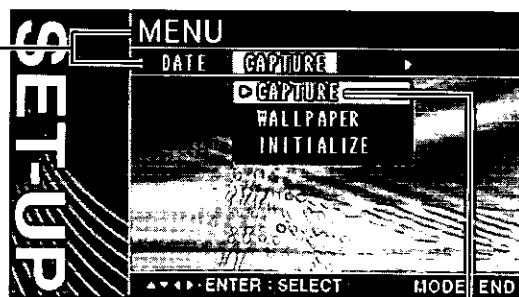 SET-UP
MENU
DATE CAPTURE ▸
▷CAPTURE
WALLPAPER
INITIALIZE
▲▼◀▶・ENTER : SELECT MODE END